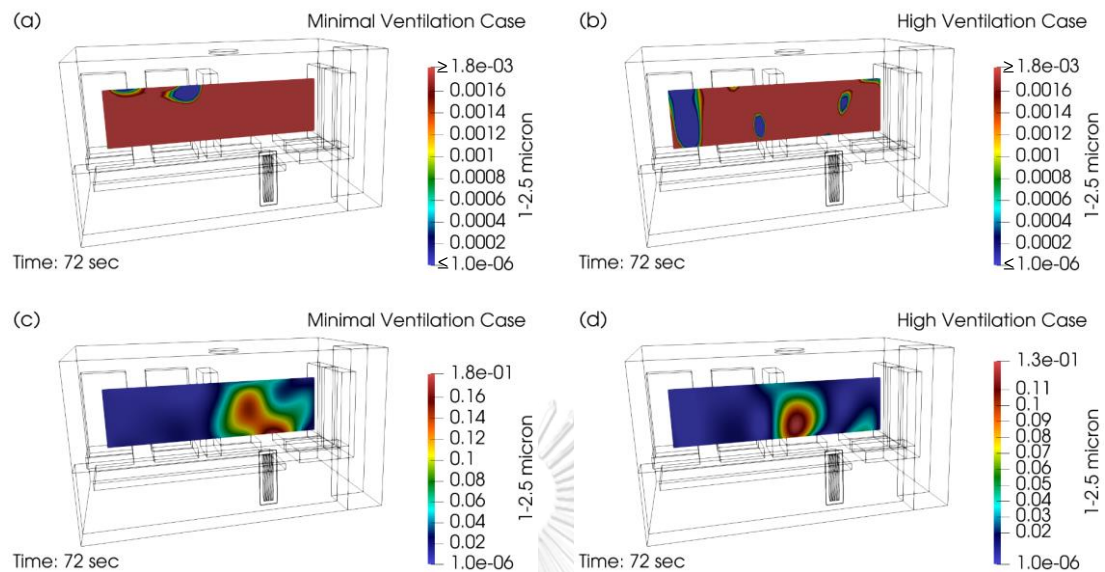 (a) Minimal Ventilation Case
≥ 1.8e-03
0.0016
0.0014
0.0012
0.001
0.0008
0.0006
0.0004
0.0002
≤ 1.0e-06
1-2.5 micron
Time: 72 sec
(b) High Ventilation Case
≥ 1.8e-03
0.0016
0.0014
0.0012
0.001
0.0008
0.0006
0.0004
0.0002
≤ 1.0e-06
1-2.5 micron
Time: 72 sec
(c) Minimal Ventilation Case
1.8e-01
0.16
0.14
0.12
0.1
0.08
0.06
0.04
0.02
1.0e-06
1-2.5 micron
Time: 72 sec
(d) High Ventilation Case
1.3e-01
0.11
0.1
0.09
0.08
0.07
0.06
0.05
0.04
0.03
0.02
1.0e-06
1-2.5 micron
Time: 72 sec